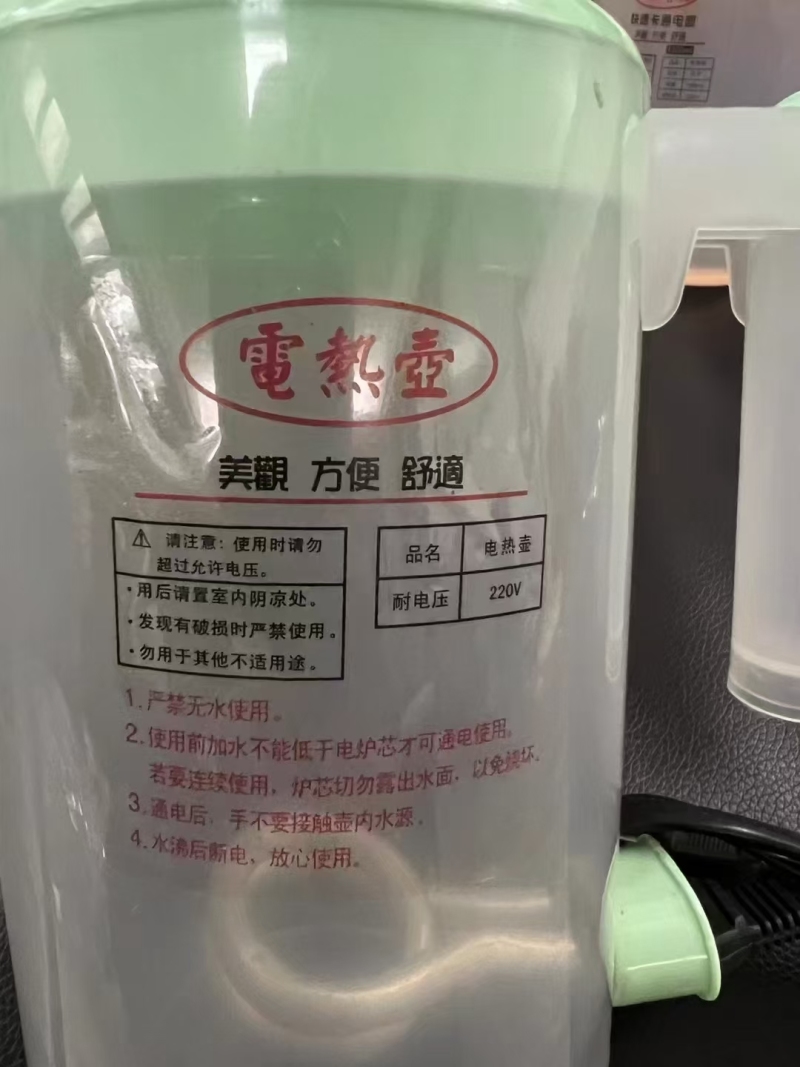 快速卡通电暖
電熱壺
美觀 方便 舒適
⚠ 请注意：使用时请勿
超过允许电压。
·用后请置室内阴凉处。
·发现有破损时严禁使用。
·勿用于其他不适用途。
品名 电热壶
耐电压 220V
1.严禁无水使用。
2.使用前加水不能低于电炉芯才可通电使用。
若要连续使用，炉芯切勿露出水面，以免烧坏.
3.通电后，手不要接触壶内水源.
4.水沸后断电，放心使用。